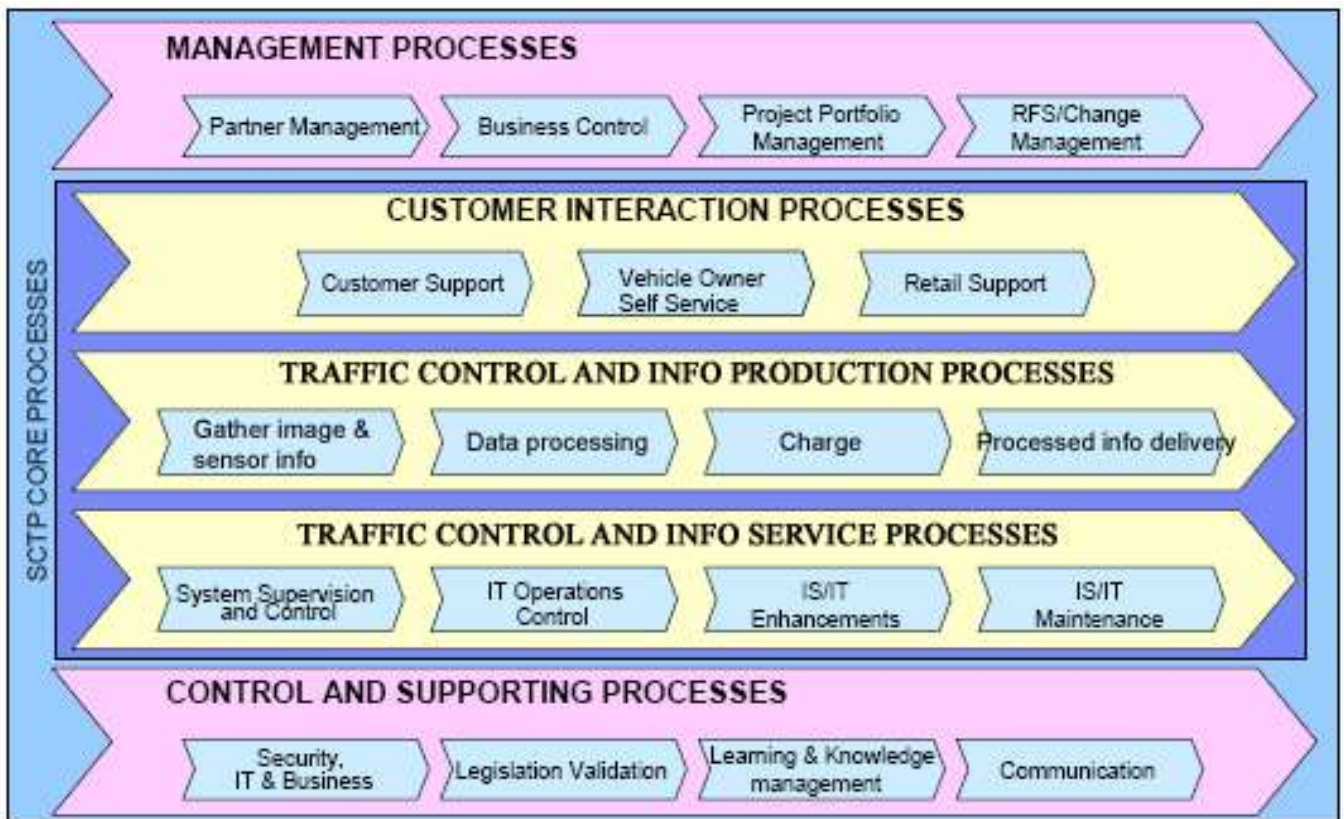 MANAGEMENT PROCESSES
Partner Management
Business Control
Project Portfolio
Management
RFS/Change
Management
SCTP CORE PROCESSES
CUSTOMER INTERACTION PROCESSES
Customer Support
Vehicle Owner
Self Service
Retail Support
TRAFFIC CONTROL AND INFO PRODUCTION PROCESSES
Gather image &
sensor info
Data processing
Charge
Processed info delivery
TRAFFIC CONTROL AND INFO SERVICE PROCESSES
System Supervision
and Control
IT Operations
Control
IS/IT
Enhancements
IS/IT
Maintenance
CONTROL AND SUPPORTING PROCESSES
Security,
IT & Business
Legislation Validation
Learning & Knowledge
management
Communication